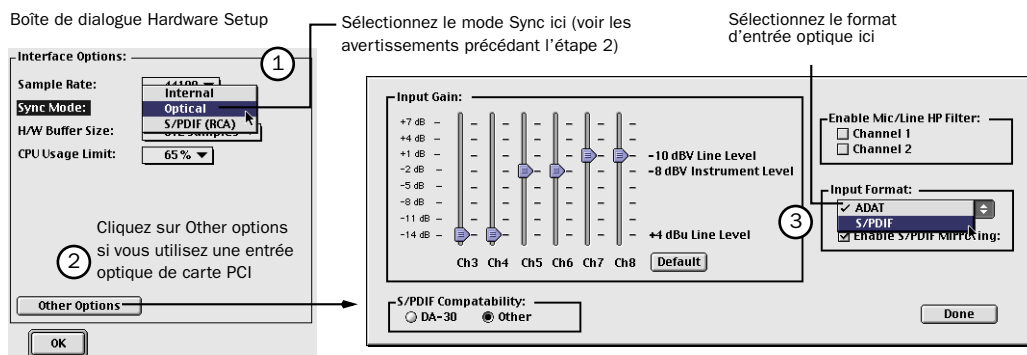 Boîte de dialogue Hardware Setup
Sélectionnez le mode Sync ici (voir les
avertissements précédant l'étape 2)
Sélectionnez le format
d'entrée optique ici
Interface Options:
1
Sample Rate:
Internal
Sync Mode:
Optical
S/PDIF (RCA)
H/W Buffer Size:
CPU Usage Limit:
65%
Cliquez sur Other options
si vous utilisez une entrée
optique de carte PCI
2
Other Options
OK
Input Gain:
+7 dB
+4 dB
+1 dB
-2 dB
-5 dB
-8 dB
-11 dB
-14 dB
-10 dBV Line Level
-8 dBV Instrument Level
+4 dBu Line Level
Ch3 Ch4 Ch5 Ch6 Ch7 Ch8
Default
S/PDIF Compatability:
DA-30 Other
Enable Mic/Line HP Filter:
Channel 1
Channel 2
Input Format:
ADAT
S/PDIF
Enable S/PDIF Mirroring:
3
Done